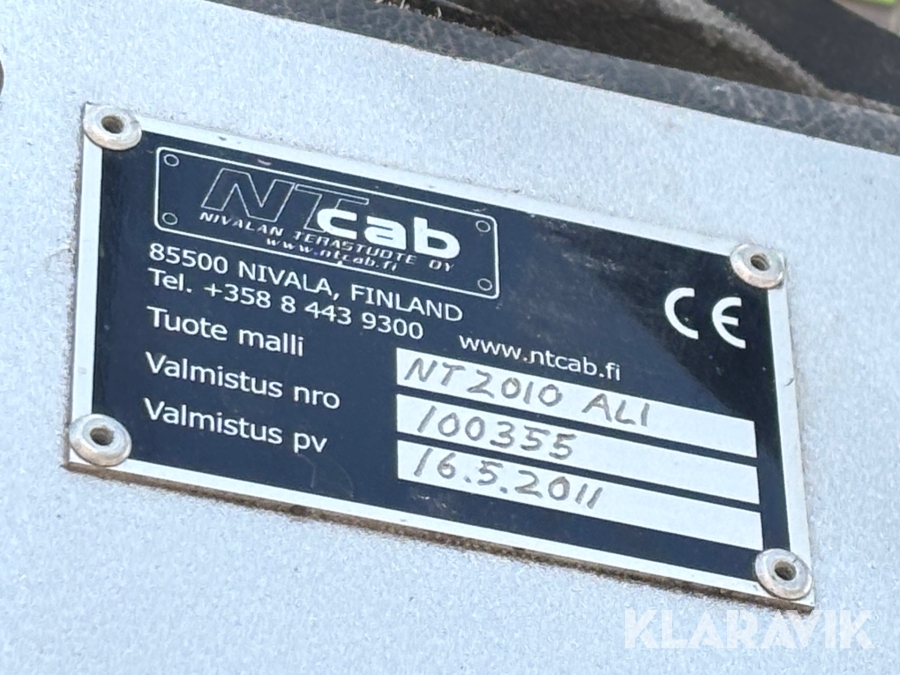 NTcab
NIVALAN TERASTUOTE OY
www.ntcab.fi
85500 NIVALA, FINLAND
Tel. +358 8 443 9300
www.ntcab.fi
CE
Tuote malli NT2010 ALI
Valmistus nro 100355
Valmistus pv 16.5.2011
KLARAVIK